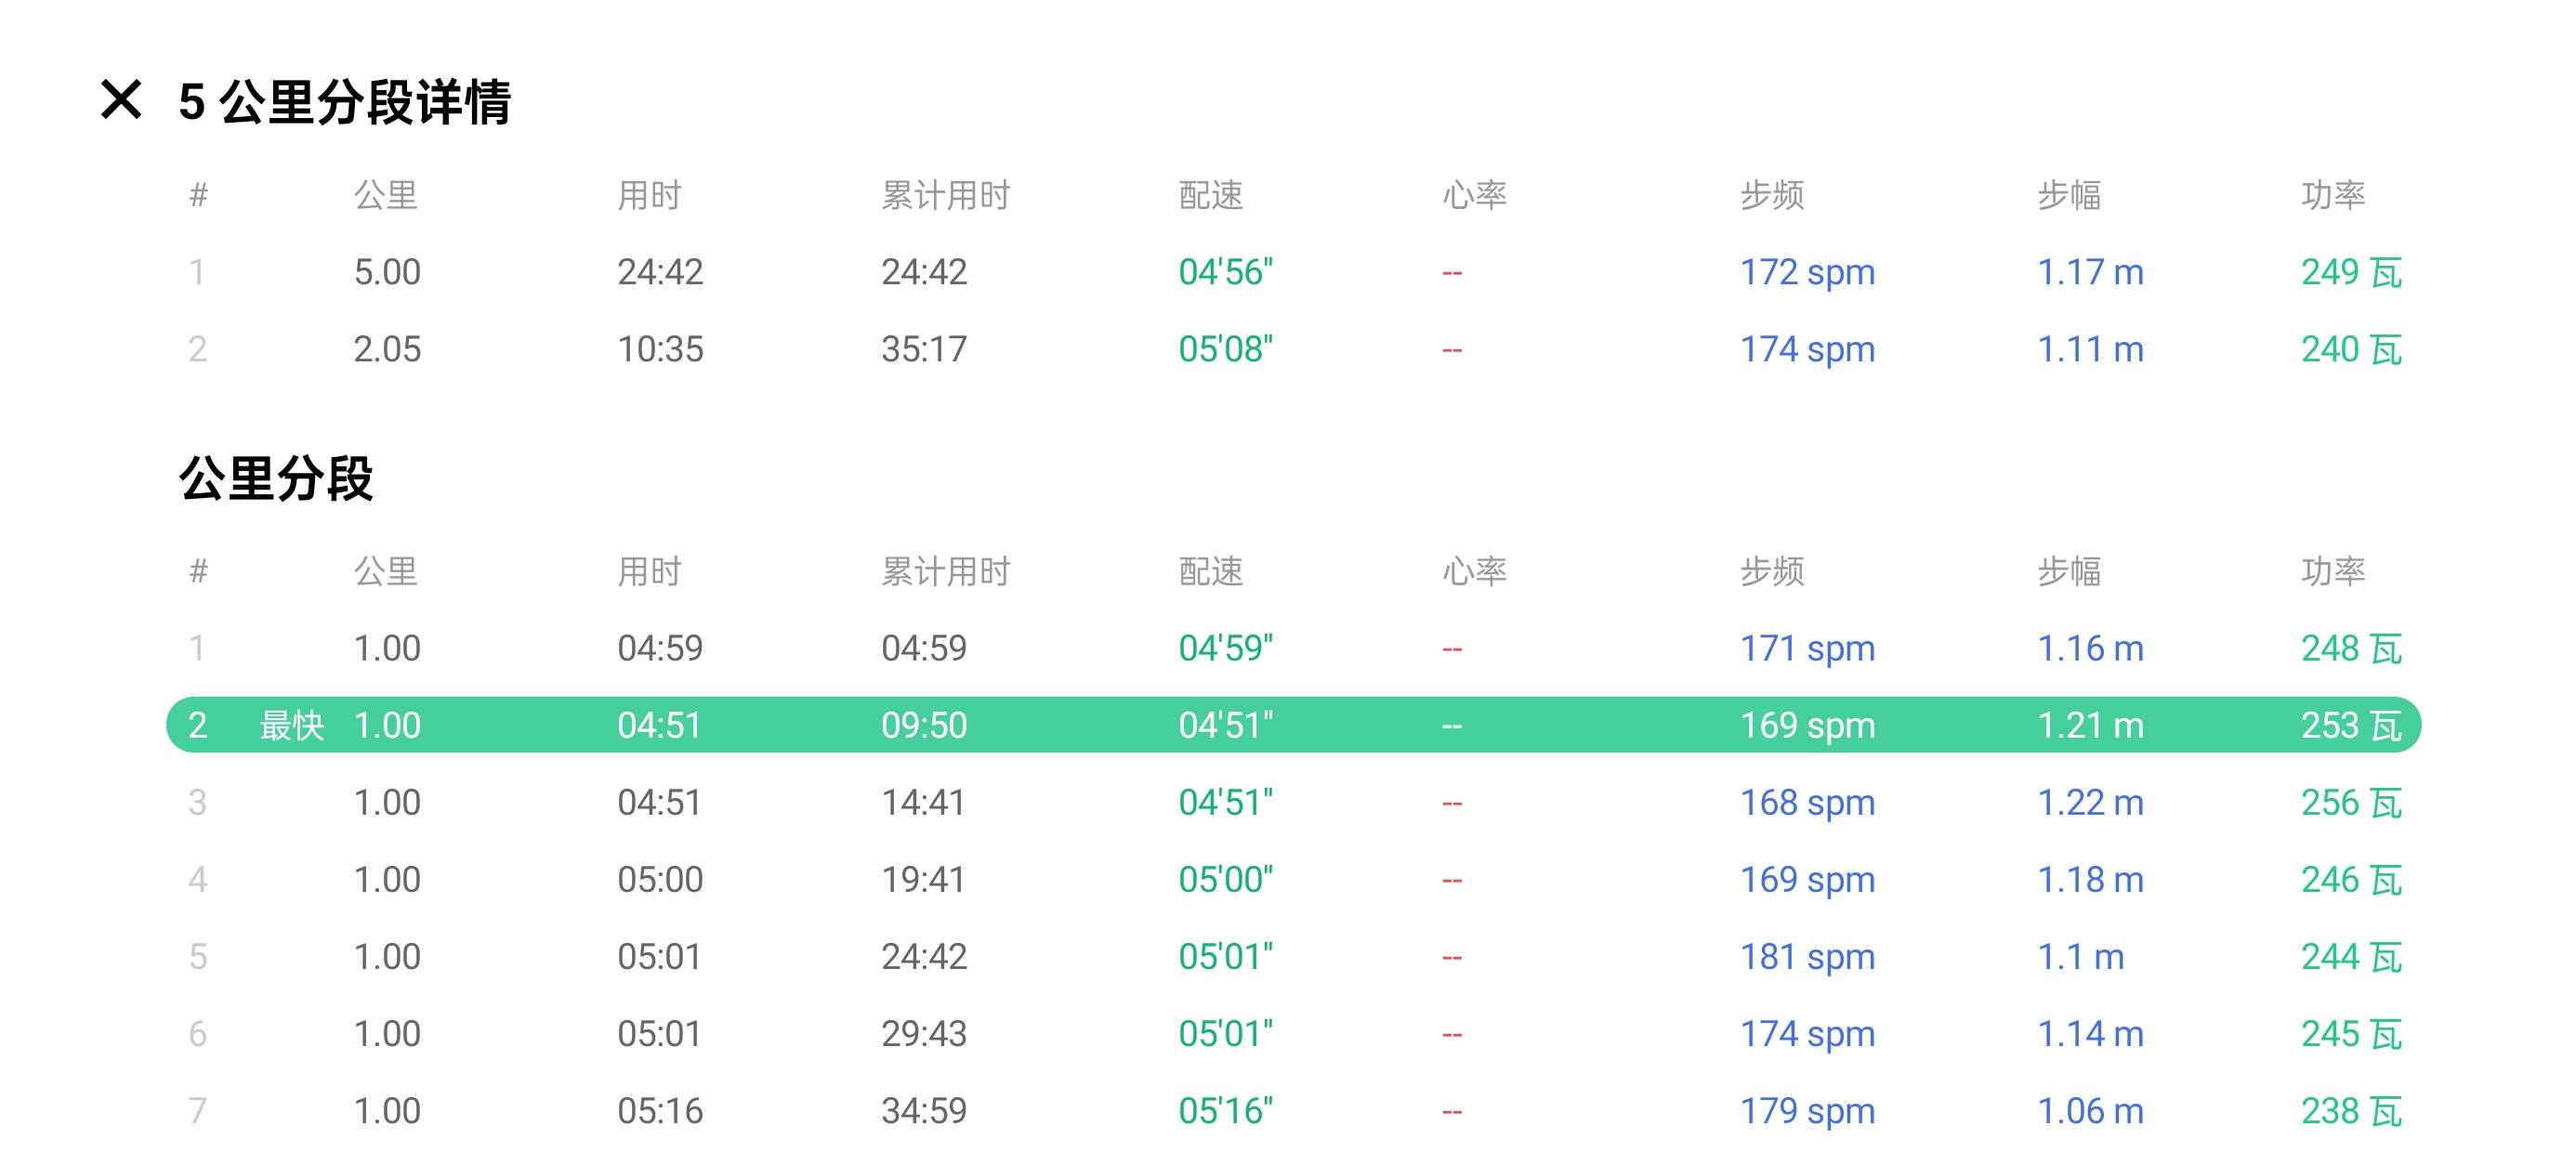 5 公里分段详情
# 公里 用时 累计用时 配速 心率 步频 步幅 功率
1 5.00 24:42 24:42 04'56" -- 172 spm 1.17 m 249 瓦
2 2.05 10:35 35:17 05'08" -- 174 spm 1.11 m 240 瓦
公里分段
# 公里 用时 累计用时 配速 心率 步频 步幅 功率
1 1.00 04:59 04:59 04'59" -- 171 spm 1.16 m 248 瓦
2 最快 1.00 04:51 09:50 04'51" -- 169 spm 1.21 m 253 瓦
3 1.00 04:51 14:41 04'51" -- 168 spm 1.22 m 256 瓦
4 1.00 05:00 19:41 05'00" -- 169 spm 1.18 m 246 瓦
5 1.00 05:01 24:42 05'01" -- 181 spm 1.1 m 244 瓦
6 1.00 05:01 29:43 05'01" -- 174 spm 1.14 m 245 瓦
7 1.00 05:16 34:59 05'16" -- 179 spm 1.06 m 238 瓦